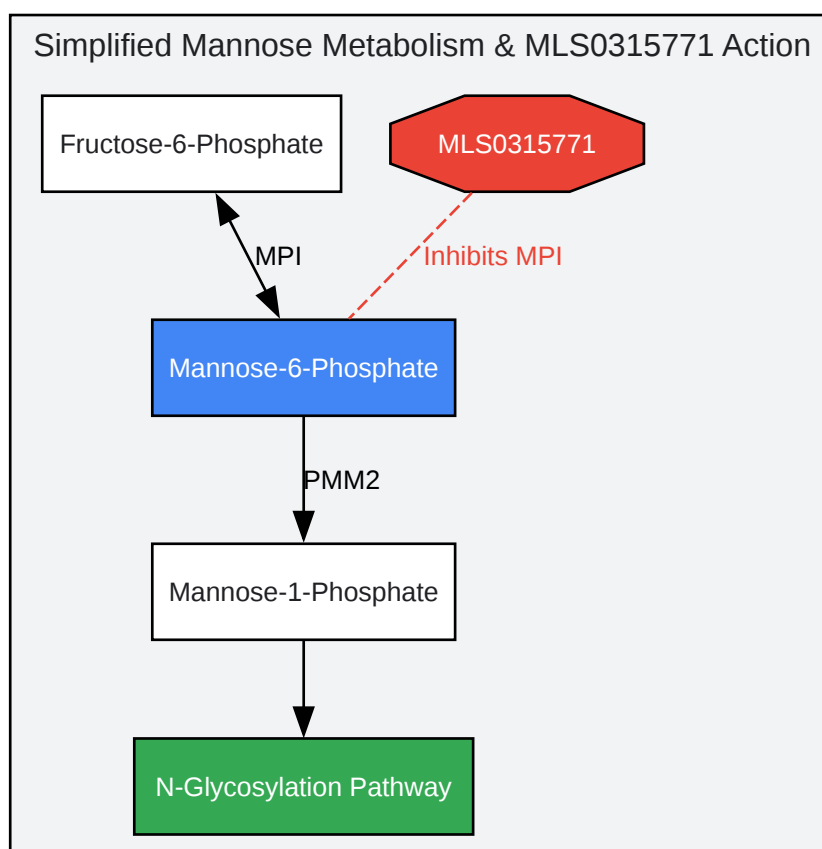 Simplified Mannose Metabolism & MLS0315771 Action
Fructose-6-Phosphate
MLS0315771
MPI
Inhibits MPI
Mannose-6-Phosphate
PMM2
Mannose-1-Phosphate
N-Glycosylation Pathway